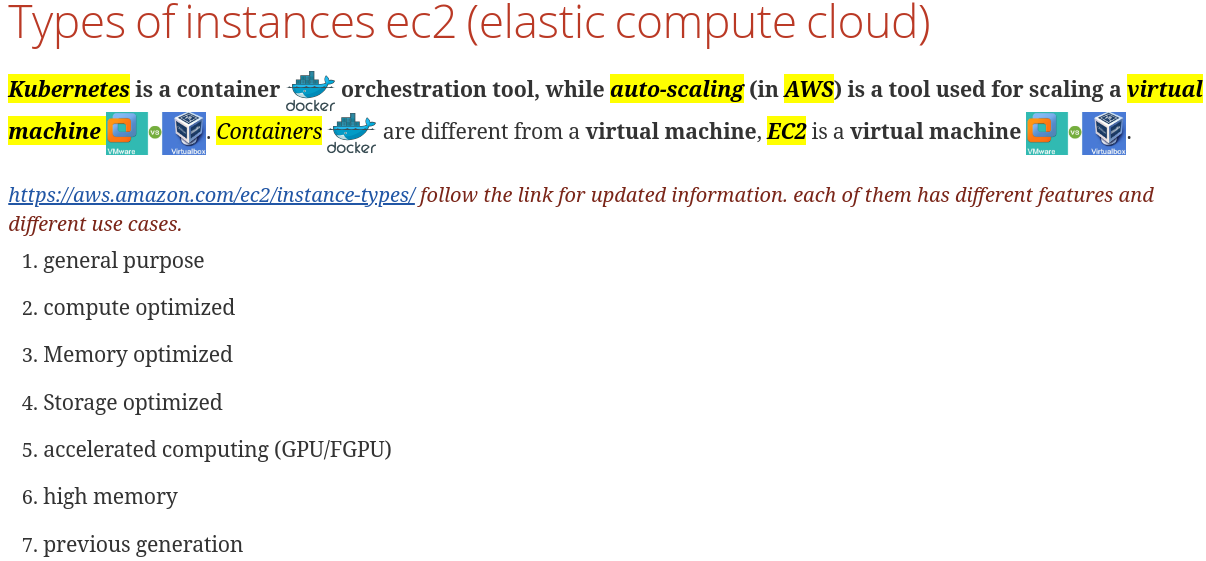 Types of instances ec2 (elastic compute cloud)
Kubernetes is a container docker orchestration tool, while auto-scaling (in AWS) is a tool used for scaling a virtual
machine VMware vs Virtualbox. Containers docker are different from a virtual machine, EC2 is a virtual machine VMware vs Virtualbox.
https://aws.amazon.com/ec2/instance-types/ follow the link for updated information. each of them has different features and
different use cases.
1. general purpose
2. compute optimized
3. Memory optimized
4. Storage optimized
5. accelerated computing (GPU/FGPU)
6. high memory
7. previous generation